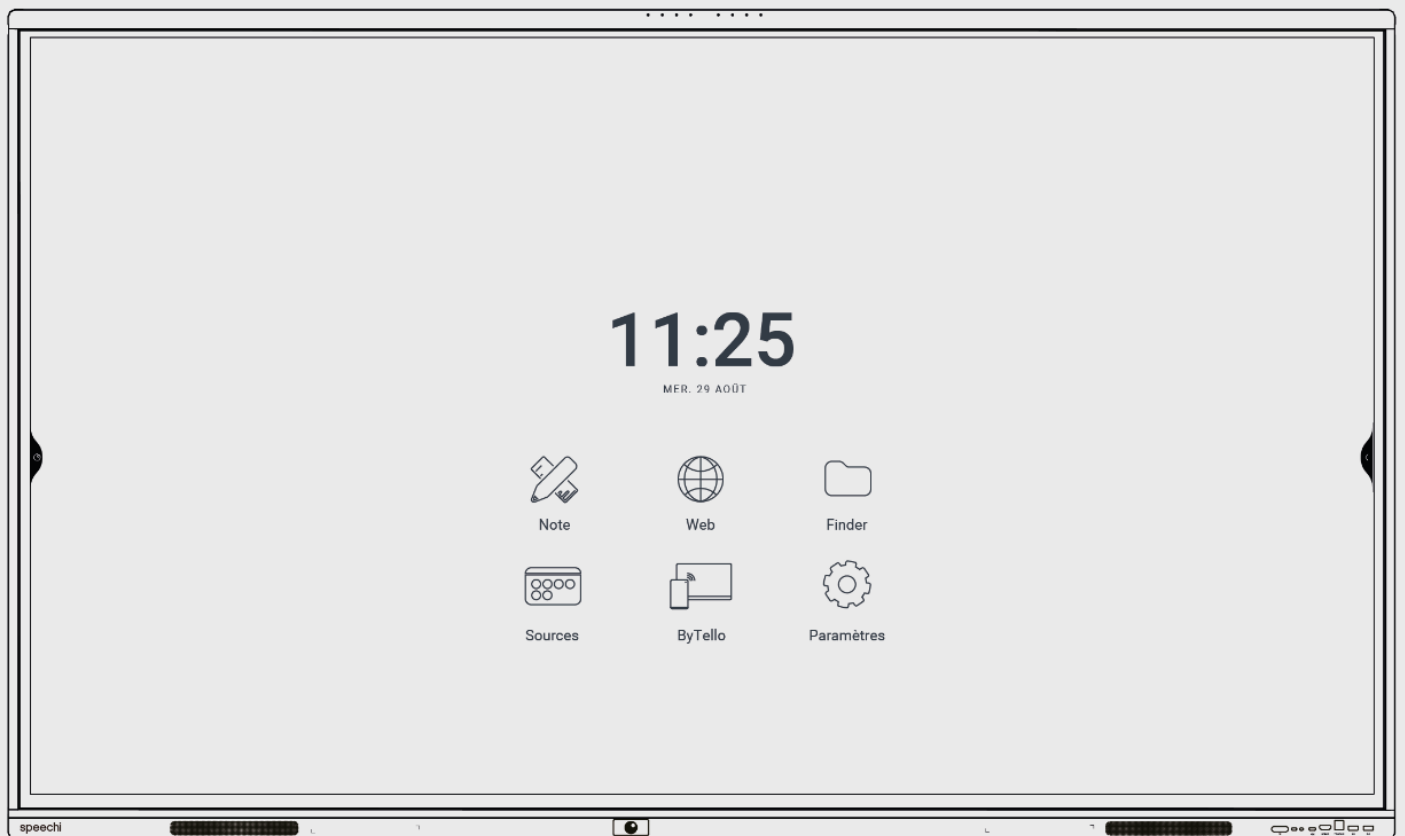 11:25
MER. 29 AOÛT
Note
Web
Finder
Sources
ByTello
Paramètres
speechi